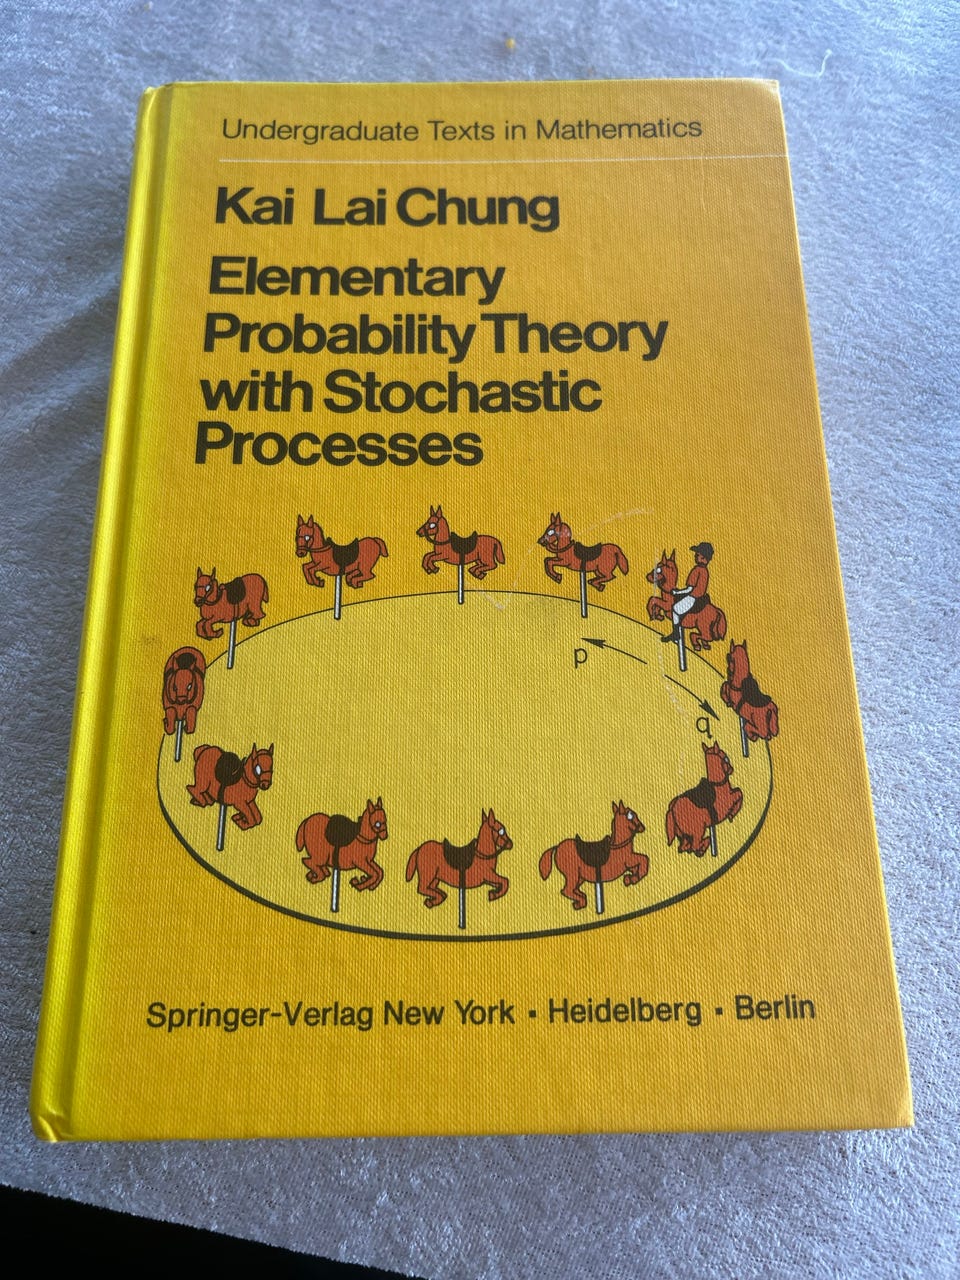 Undergraduate Texts in Mathematics
Kai Lai Chung
Elementary
Probability Theory
with Stochastic
Processes
p
q
Springer-Verlag New York ▪ Heidelberg ▪ Berlin